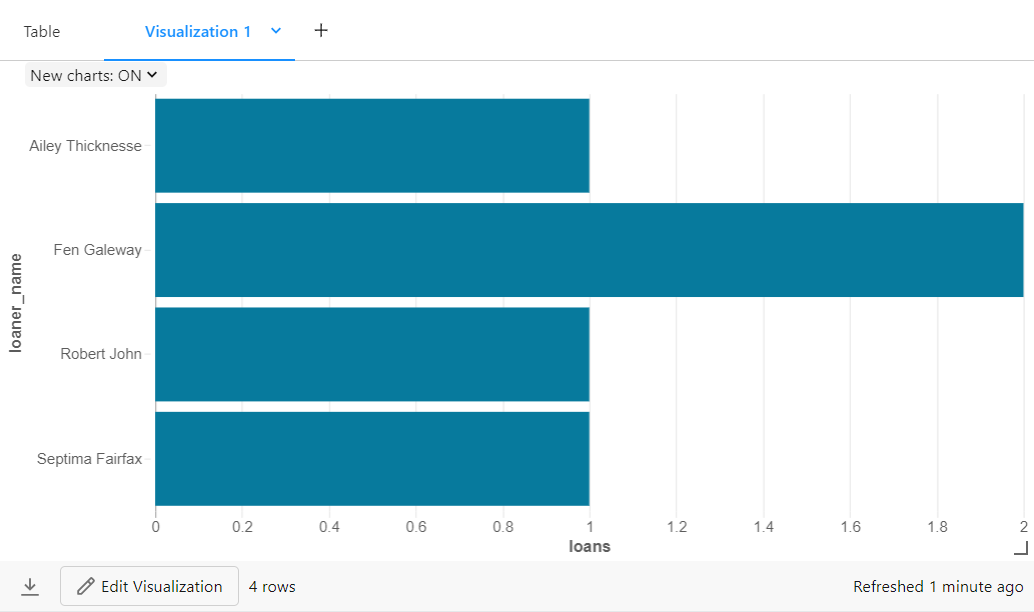 Table
Visualization 1
New charts: ON
Ailey Thicknesse
Fen Galeway
Robert John
Septima Fairfax
loaner_name
0 0.2 0.4 0.6 0.8 1 1.2 1.4 1.6 1.8 2
loans
Edit Visualization
4 rows
Refreshed 1 minute ago